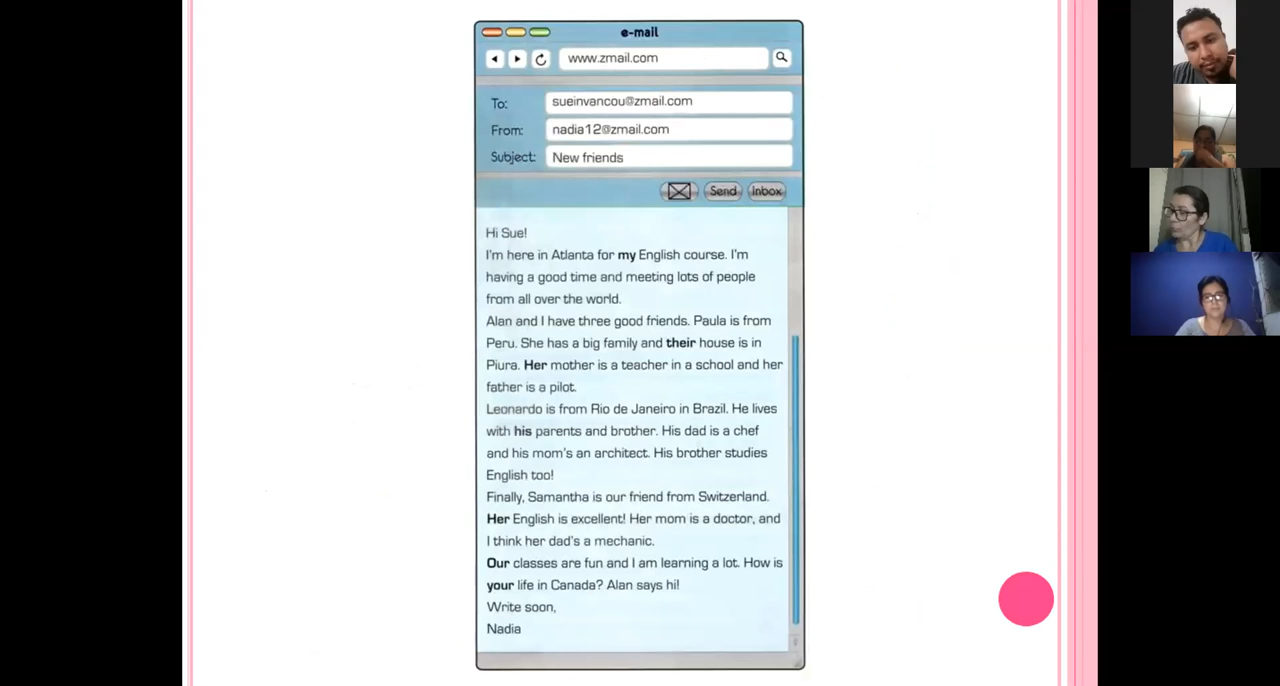 e-mail
www.zmail.com
To: sueinvancou@zmail.com
From: nadia12@zmail.com
Subject: New friends
Send Inbox
Hi Sue!
I'm here in Atlanta for my English course. I'm
having a good time and meeting lots of people
from all over the world.
Alan and I have three good friends. Paula is from
Peru. She has a big family and their house is in
Piura. Her mother is a teacher in a school and her
father is a pilot.
Leonardo is from Rio de Janeiro in Brazil. He lives
with his parents and brother. His dad is a chef
and his mom's an architect. His brother studies
English too!
Finally, Samantha is our friend from Switzerland.
Her English is excellent! Her mom is a doctor, and
I think her dad's a mechanic.
Our classes are fun and I am learning a lot. How is
your life in Canada? Alan says hi!
Write soon,
Nadia